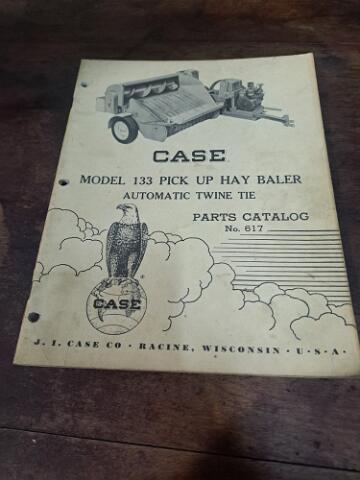 CASE
MODEL 133 PICK UP HAY BALER
AUTOMATIC TWINE TIE
PARTS CATALOG
No. 617
CASE
®
J. I. CASE CO • RACINE, WISCONSIN • U • S • A •